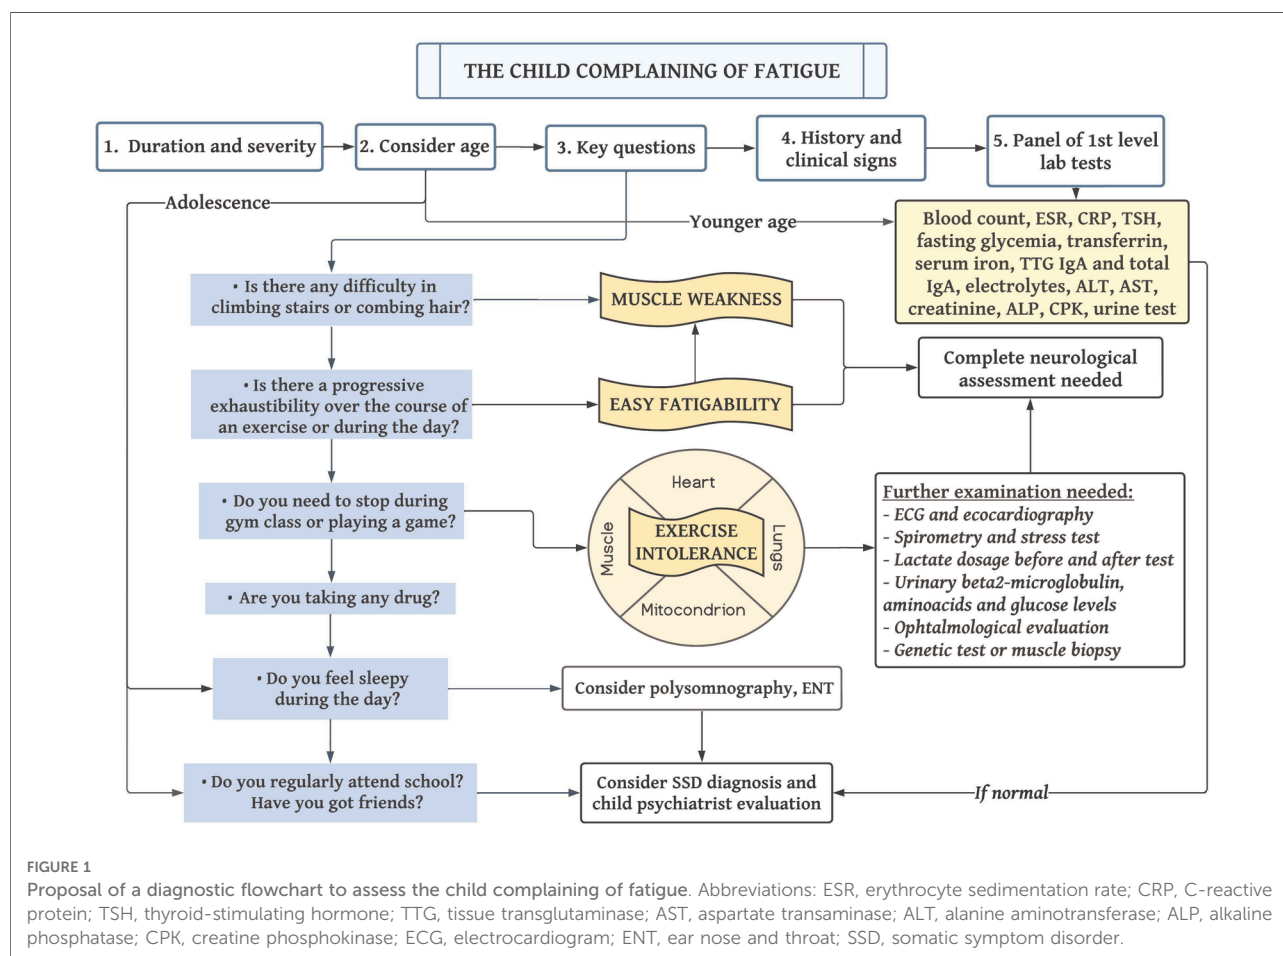 THE CHILD COMPLAINING OF FATIGUE
1. Duration and severity
2. Consider age
3. Key questions
4. History and
clinical signs
5. Panel of 1st level
lab tests
Adolescence
Younger age
Blood count, ESR, CRP, TSH,
fasting glycemia, transferrin,
serum iron, TTG IgA and total
IgA, electrolytes, ALT, AST,
creatinine, ALP, CPK, urine test
• Is there any difficulty in
climbing stairs or combing hair?
MUSCLE WEAKNESS
Complete neurological
assessment needed
• Is there a progressive
exhaustibility over the course of
an exercise or during the day?
EASY FATIGABILITY
• Do you need to stop during
gym class or playing a game?
Heart
Muscle
EXERCISE
INTOLERANCE
Lungs
Mitocondrion
Further examination needed:
- ECG and ecocardiography
- Spirometry and stress test
- Lactate dosage before and after test
- Urinary beta2-microglobulin,
aminoacids and glucose levels
- Ophtalmological evaluation
- Genetic test or muscle biopsy
• Are you taking any drug?
• Do you feel sleepy
during the day?
Consider polysomnography, ENT
• Do you regularly attend school?
Have you got friends?
Consider SSD diagnosis and
child psychiatrist evaluation
If normal
FIGURE 1
Proposal of a diagnostic flowchart to assess the child complaining of fatigue. Abbreviations: ESR, erythrocyte sedimentation rate; CRP, C-reactive
protein; TSH, thyroid-stimulating hormone; TTG, tissue transglutaminase; AST, aspartate transaminase; ALT, alanine aminotransferase; ALP, alkaline
phosphatase; CPK, creatine phosphokinase; ECG, electrocardiogram; ENT, ear nose and throat; SSD, somatic symptom disorder.